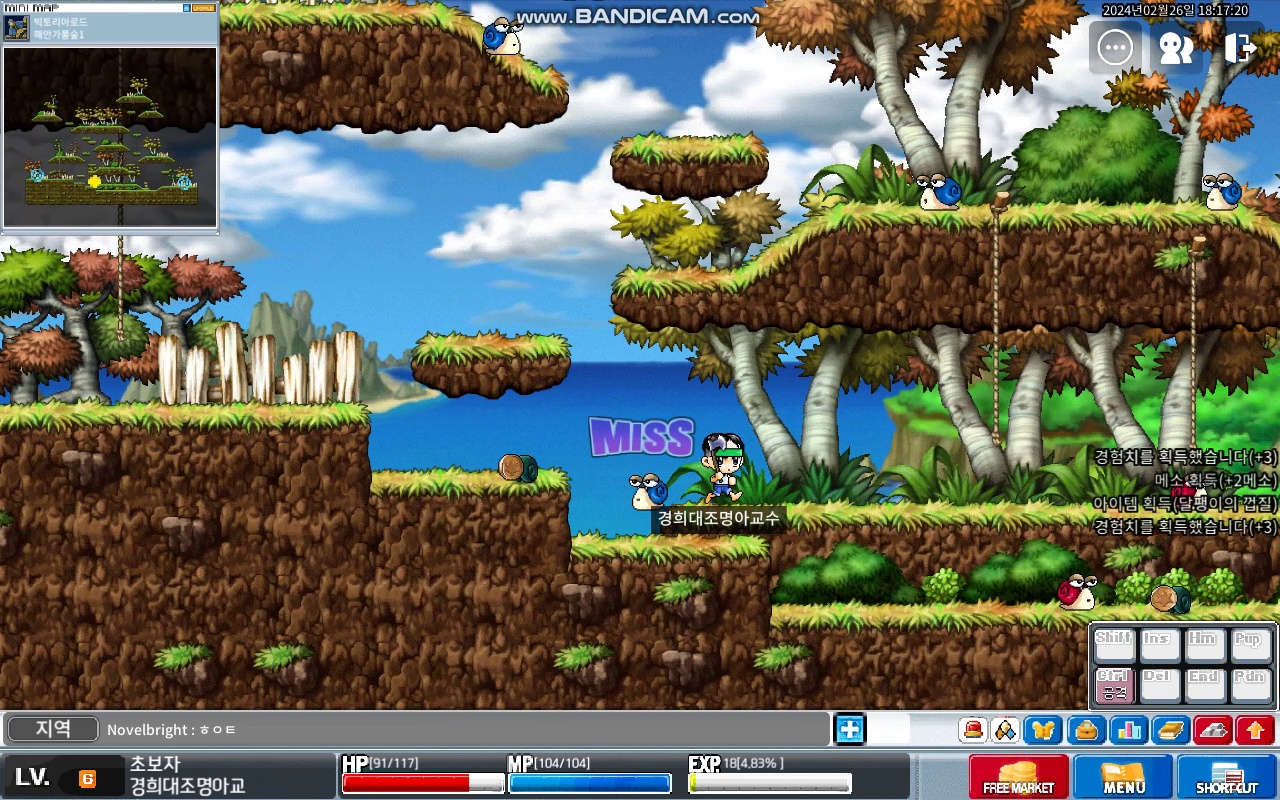 MINI MAP
WORLD
빅토리아로드
해안가풀숲1
www.BANDICAM.com
2024년02월26일 18:17:20
MISS
경희대조명아교수
경험치를 획득했습니다(+3)
메소 획득(+2메소)
아이템 획득(달팽이의 껍질)
경험치를 획득했습니다(+3)
Shift Ins Hm Pup
Ctrl Del End Pdn
공격
지역 Novelbright : ㅎㅇㅌ
LV. 6 초보자
경희대조명아교
HP[91/117] MP[104/104] EXP. 18[4.83% ]
FREE MARKET MENU SHORTCUT